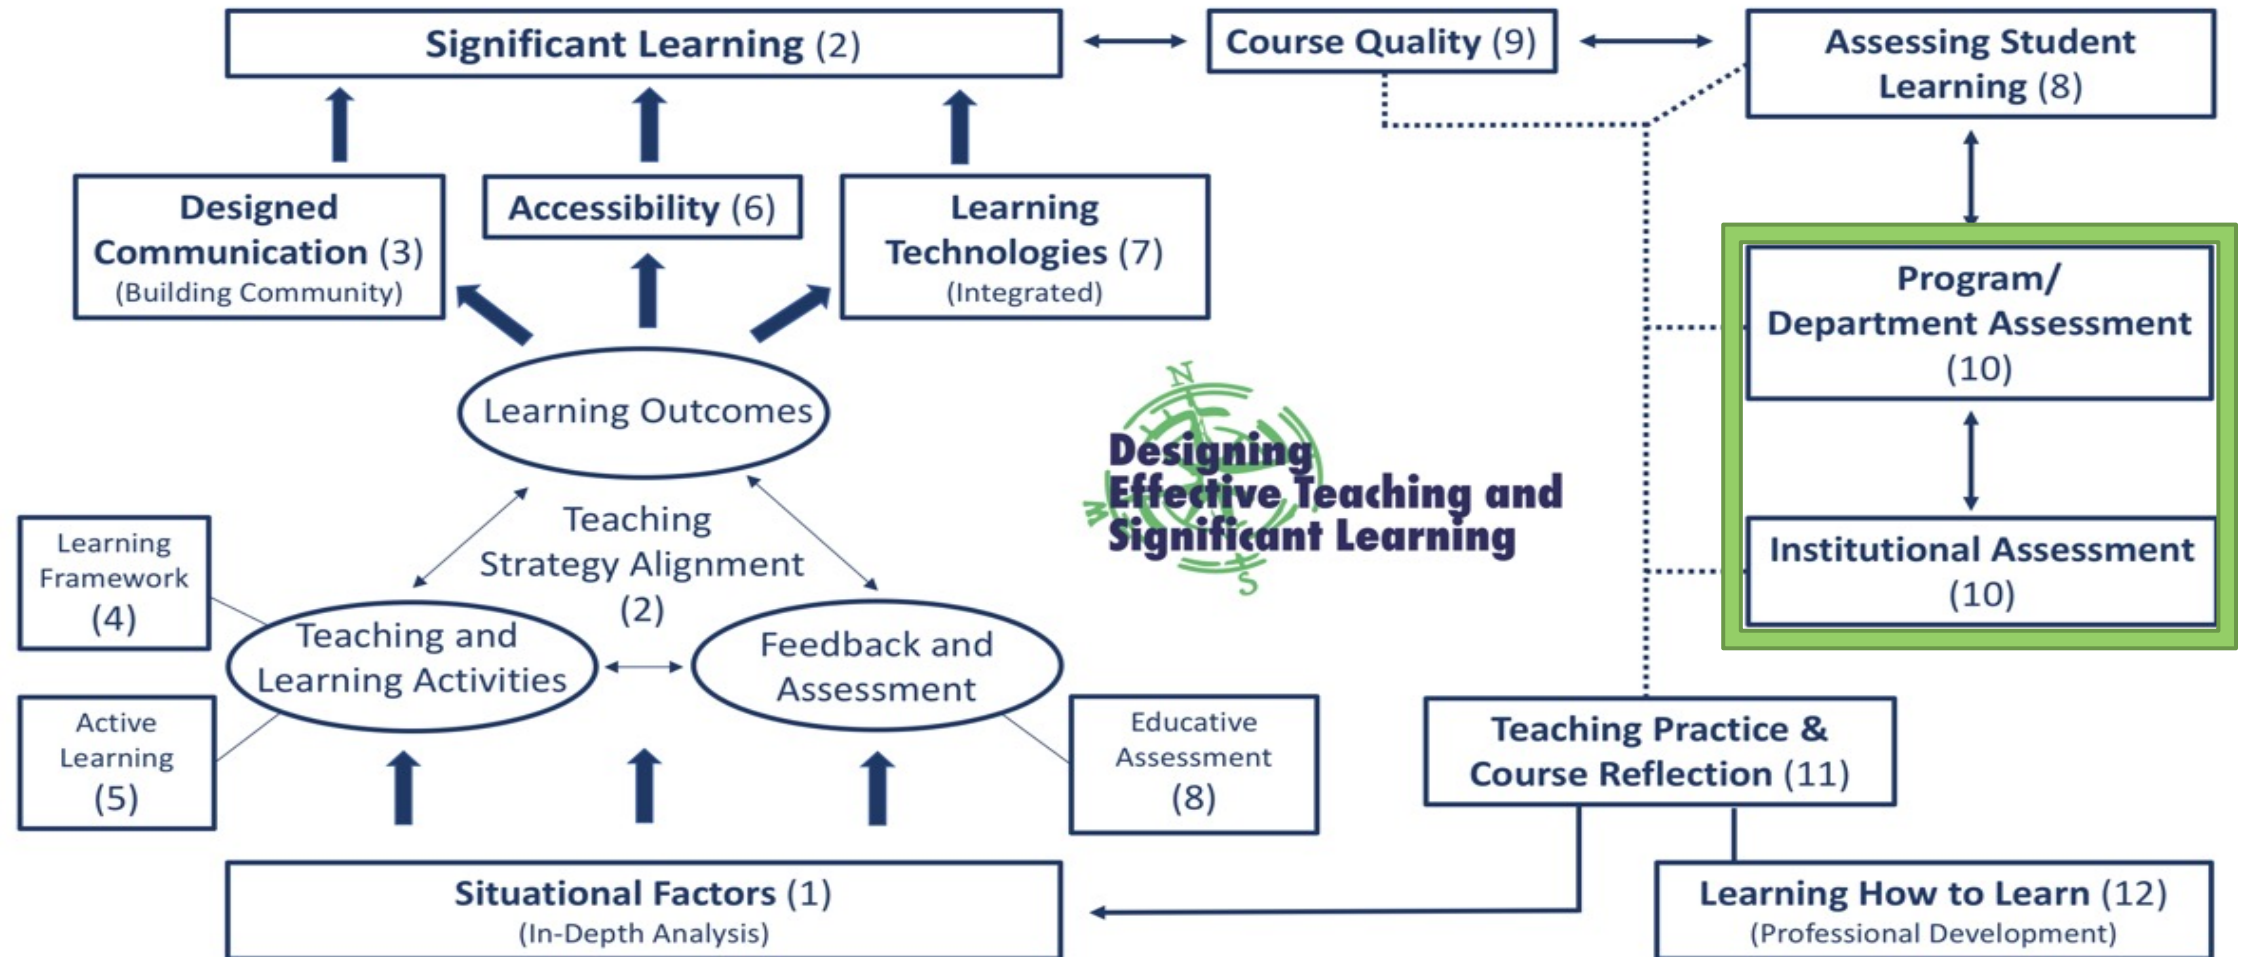 Significant Learning (2)
Course Quality (9)
Assessing Student
Learning (8)
Designed
Communication (3)
(Building Community)
Accessibility (6)
Learning
Technologies (7)
(Integrated)
Program/
Department Assessment
(10)
Learning Outcomes
N
W
S
Designing
Effective Teaching and
Significant Learning
Teaching
Strategy Alignment
(2)
Learning
Framework
(4)
Institutional Assessment
(10)
Teaching and
Learning Activities
Feedback and
Assessment
Active
Learning
(5)
Educative
Assessment
(8)
Teaching Practice &
Course Reflection (11)
Situational Factors (1)
(In-Depth Analysis)
Learning How to Learn (12)
(Professional Development)